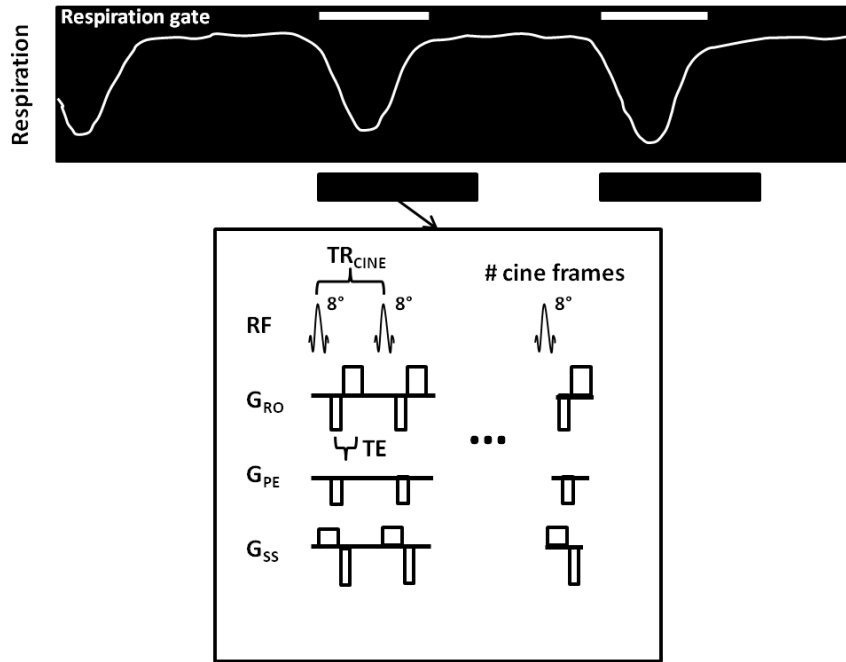 Respiration gate
Respiration
TR_CINE
# cine frames
8° 8° 8°
RF
G_RO
...
TE
G_PE
G_SS